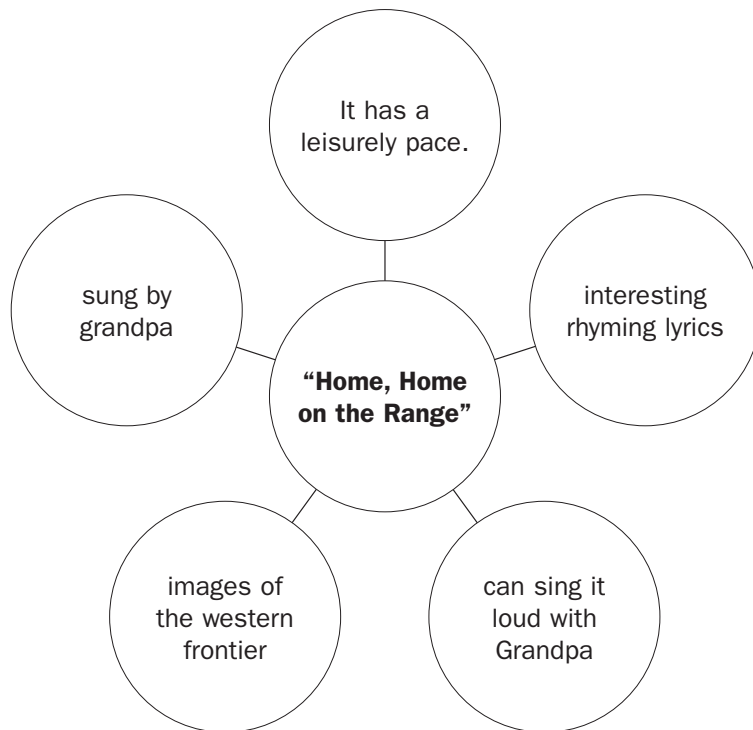 It has a
leisurely pace.
sung by
grandpa
interesting
rhyming lyrics
“Home, Home
on the Range”
images of
the western
frontier
can sing it
loud with
Grandpa